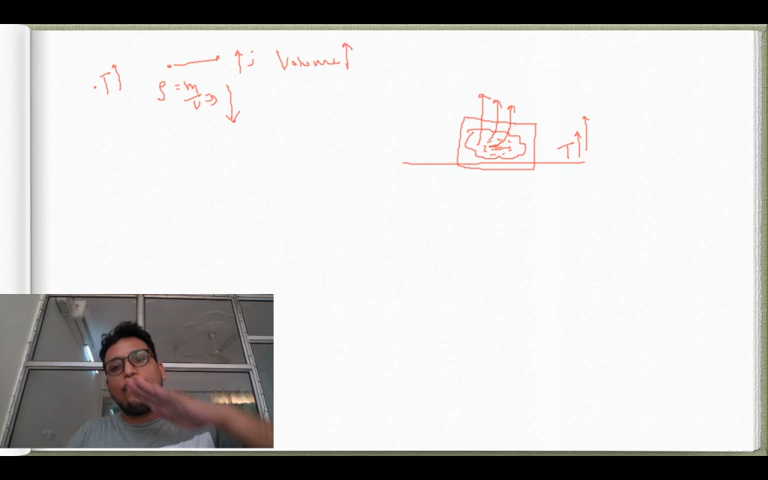 .T↑ ↑; Volume↑
ρ = m/v ⇒ ↓
T↑↑